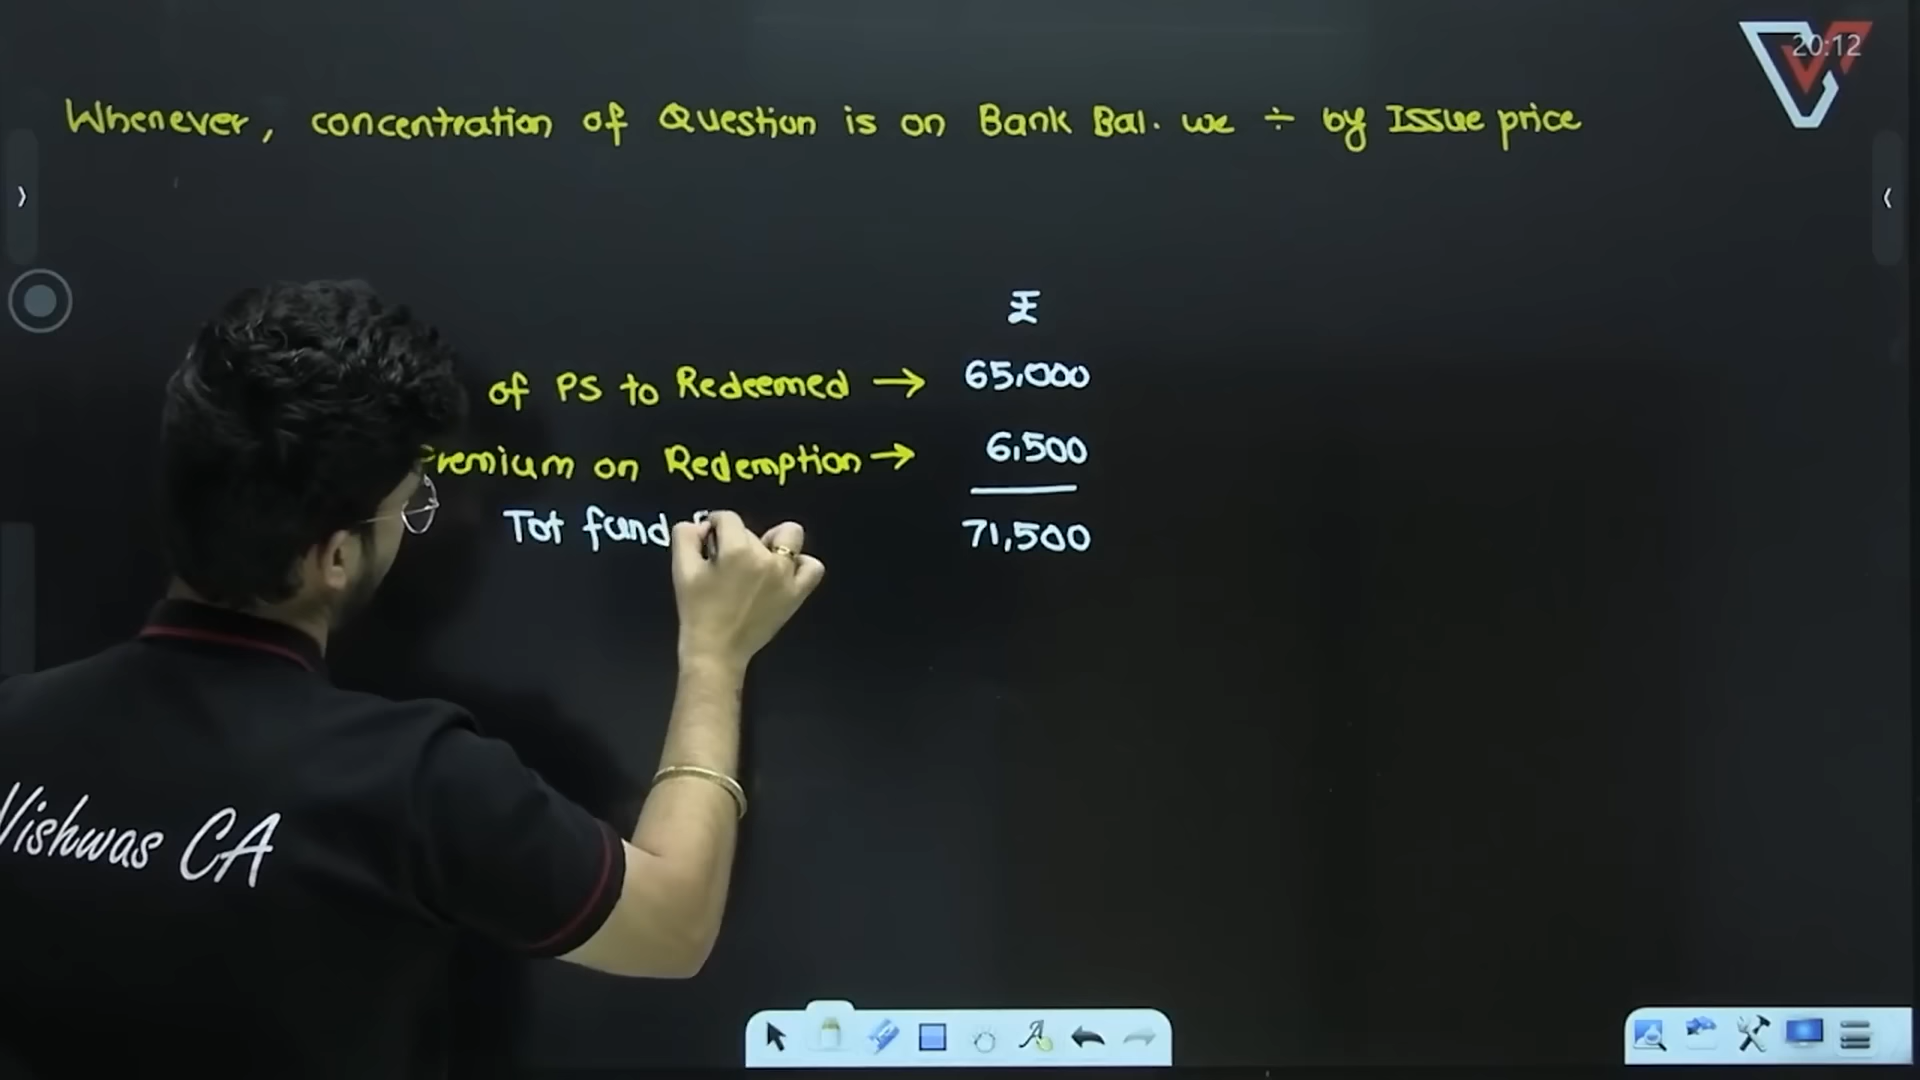 20:12
Whenever, concentration of Question is on Bank Bal. we ÷ by Issue price
₹
of PS to Redeemed → 65,000
Premium on Redemption → 6,500
Tot fund 71,500
Vishwas CA